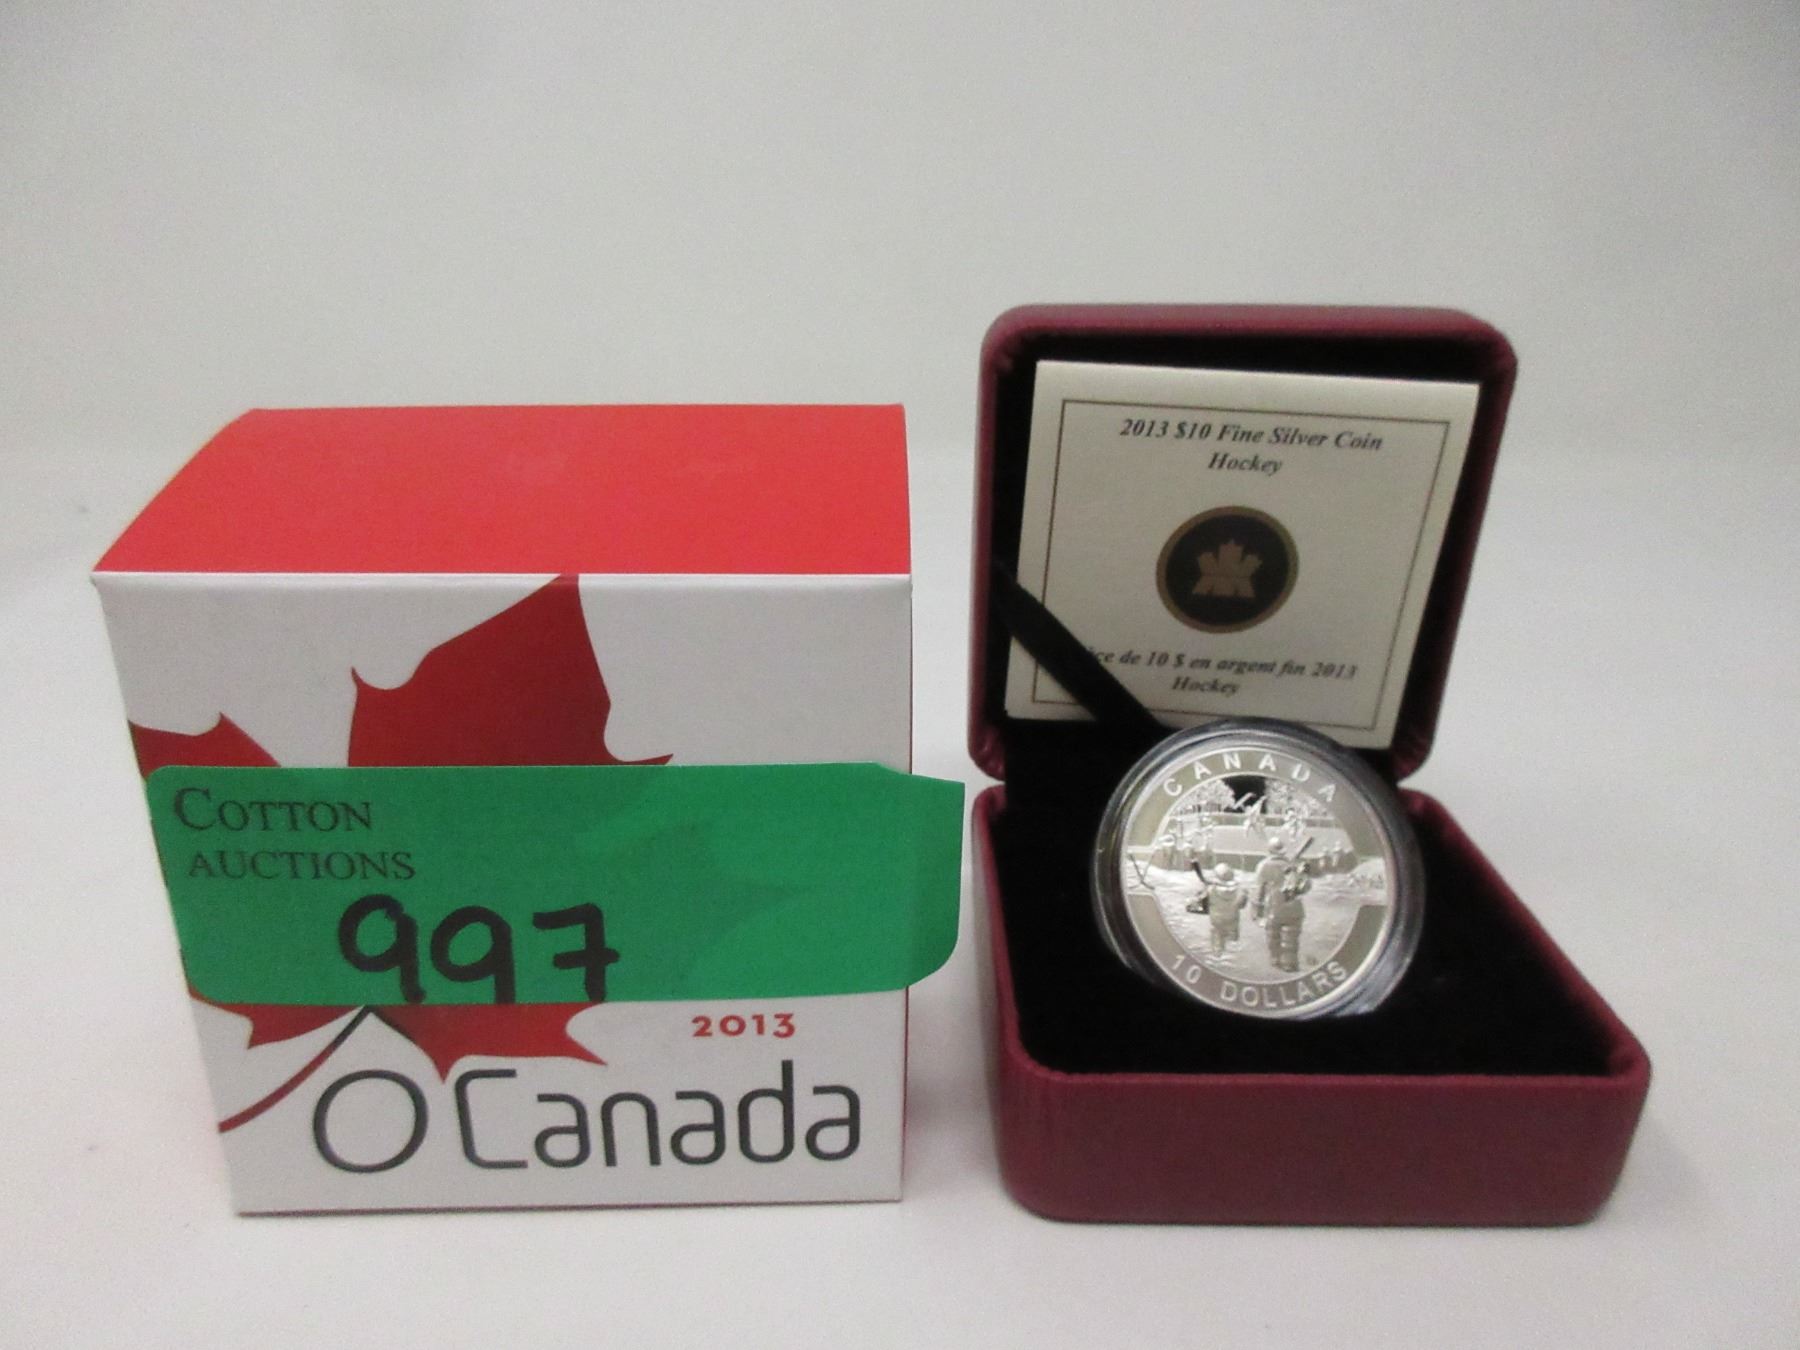 COTTON
AUCTIONS
997
2013
O Canada
2013 $10 Fine Silver Coin
Hockey
de 10 $ en argent fin 2013
Hockey
CANADA
10 DOLLARS